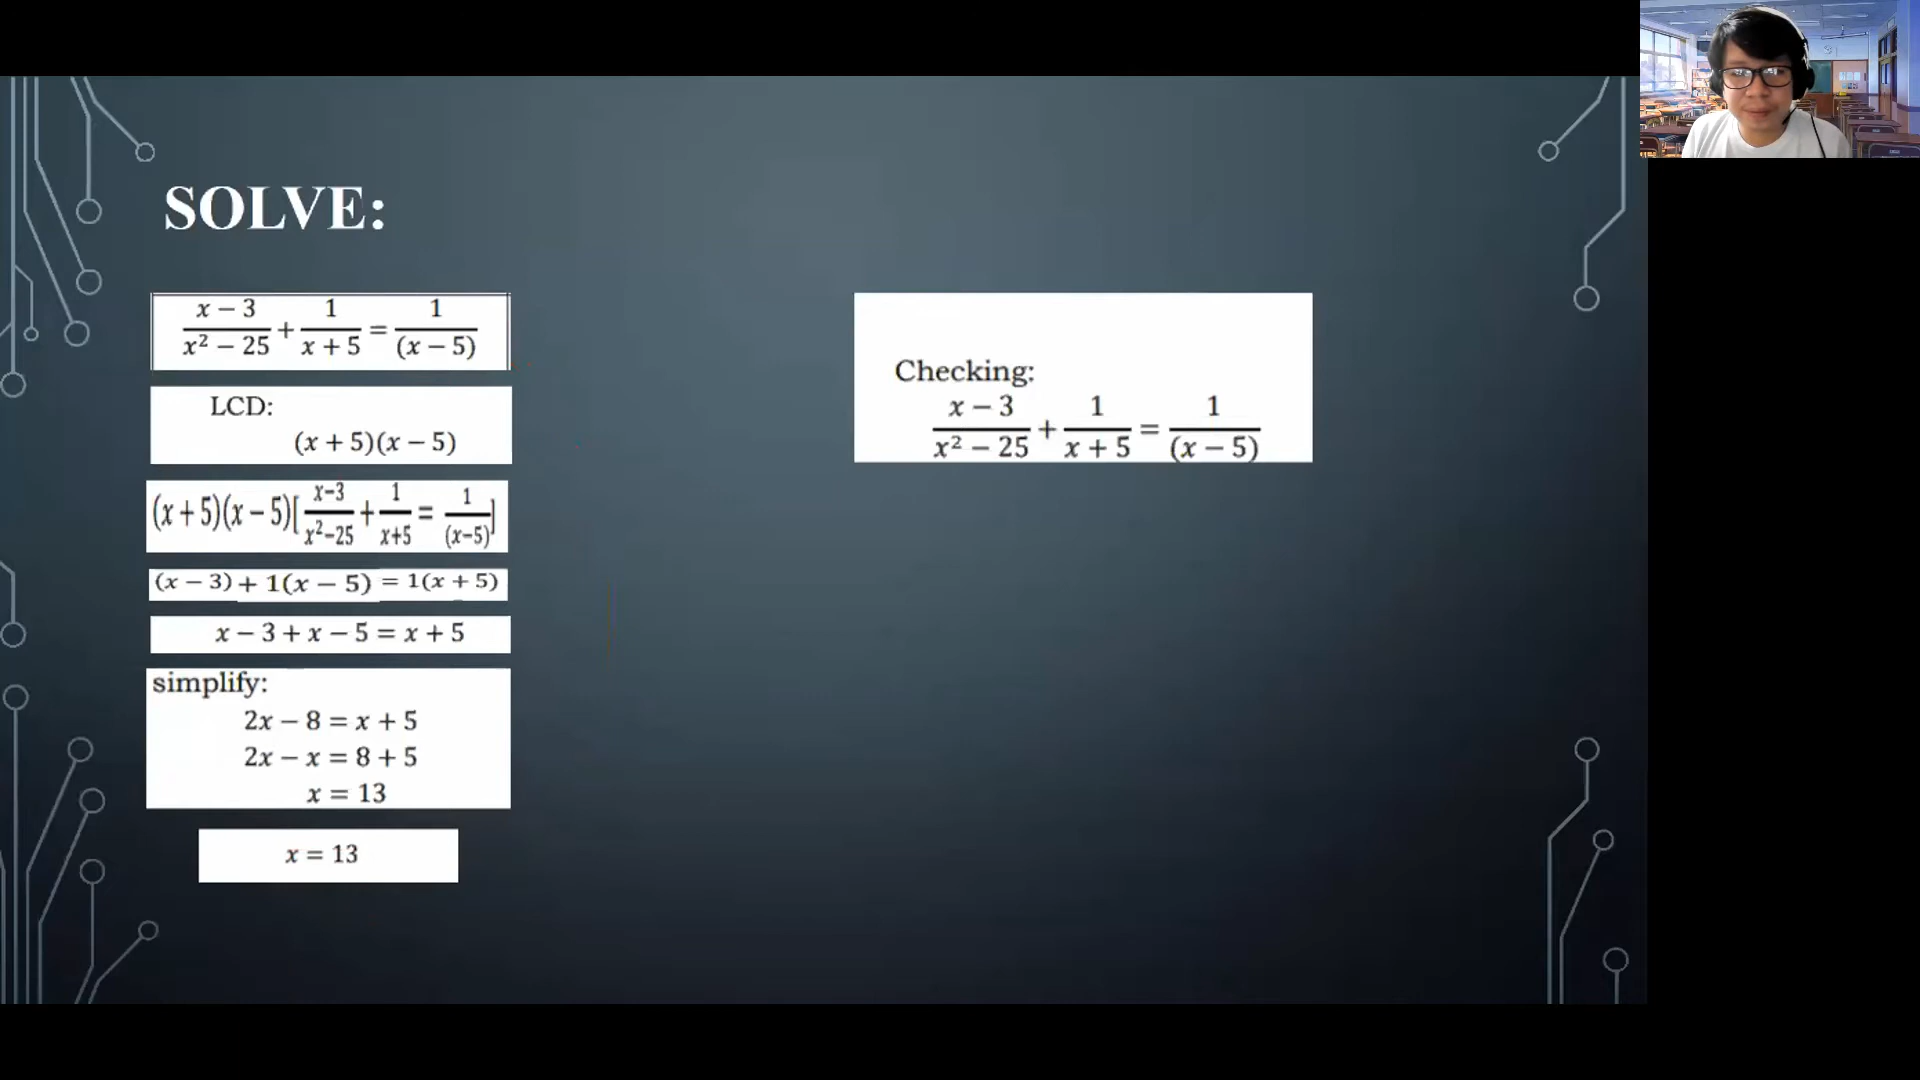 SOLVE:
x − 3 / x² − 25 + 1 / x + 5 = 1 / (x − 5)
LCD:
(x + 5)(x − 5)
(x + 5)(x − 5)[ x−3 / x²−25 + 1 / x+5 = 1 / (x−5) ]
(x − 3) + 1(x − 5) = 1(x + 5)
x − 3 + x − 5 = x + 5
simplify:
2x − 8 = x + 5
2x − x = 8 + 5
x = 13
x = 13
Checking:
x − 3 / x² − 25 + 1 / x + 5 = 1 / (x − 5)